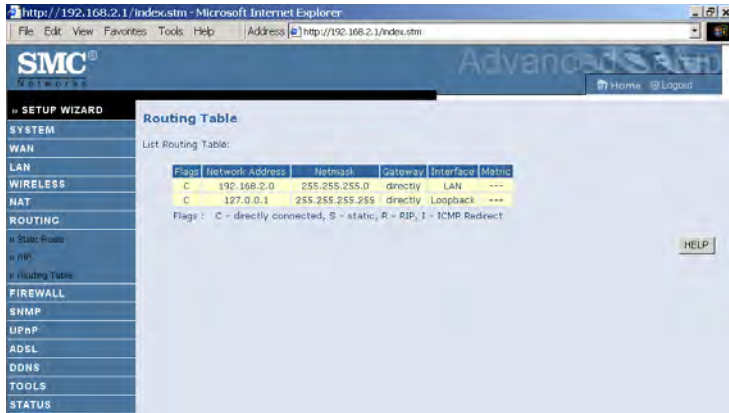 http://192.168.2.1/index.stm - Microsoft Internet Explorer
File Edit View Favorites Tools Help Address http://192.168.2.1/index.stm
SMC®
Networks
Advanced Setup
Home Logout
» SETUP WIZARD
SYSTEM
WAN
LAN
WIRELESS
NAT
ROUTING
» Static Route
» RIP
» Routing Table
FIREWALL
SNMP
UPnP
ADSL
DDNS
TOOLS
STATUS
Routing Table
List Routing Table:
Flags Network Address Netmask Gateway Interface Metric
C 192.168.2.0 255.255.255.0 directly LAN ---
C 127.0.0.1 255.255.255.255 directly Loopback ---
Flags : C - directly connected, S - static, R - RIP, I - ICMP Redirect
HELP